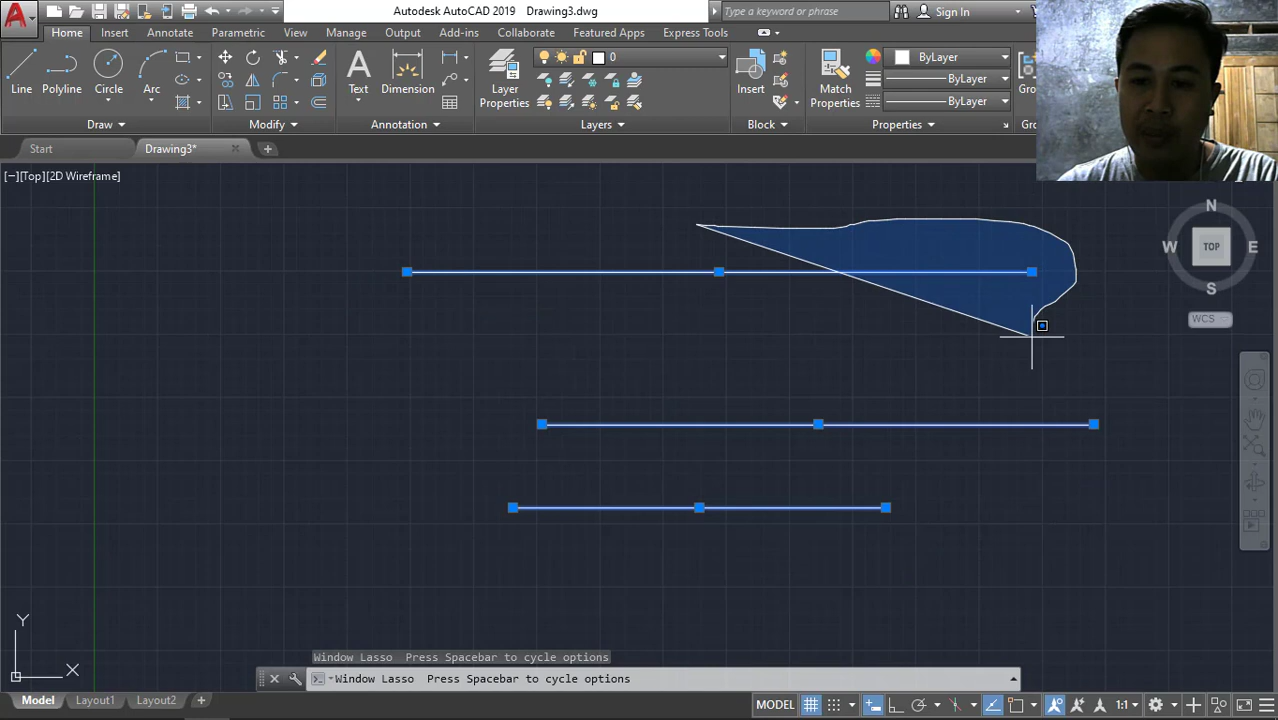 Autodesk AutoCAD 2019 Drawing3.dwg
Type a keyword or phrase
Sign In
Home Insert Annotate Parametric View Manage Output Add-ins Collaborate Featured Apps Express Tools
0
ByLayer
ByLayer
ByLayer
Line Polyline Circle Arc
Text Dimension
Layer
Properties
Insert
Match
Properties
Draw Modify Annotation Layers Block Properties
Start Drawing3*
[−][Top][2D Wireframe]
N
W TOP E
S
WCS
Y
X
Window Lasso Press Spacebar to cycle options
Window Lasso Press Spacebar to cycle options
Model Layout1 Layout2
MODEL
1:1